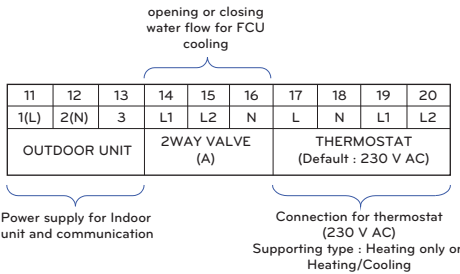 opening or closing
water flow for FCU
cooling
11 12 13 14 15 16 17 18 19 20
1(L) 2(N) 3 L1 L2 N L N L1 L2
OUTDOOR UNIT
2WAY VALVE
(A)
THERMOSTAT
(Default : 230 V AC)
Power supply for Indoor
unit and communication
Connection for thermostat
(230 V AC)
Supporting type : Heating only or
Heating/Cooling